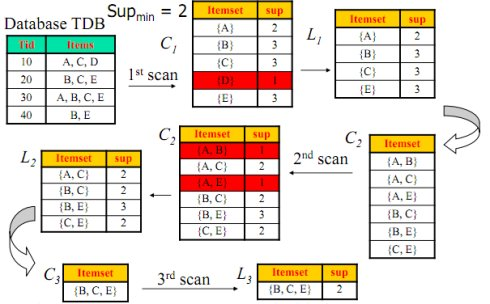 Database TDB
Tid Items
10 A, C, D
20 B, C, E
30 A, B, C, E
40 B, E
Supmin = 2
C1
1st scan
Itemset sup
{A} 2
{B} 3
{C} 3
{D} 1
{E} 3
L1
Itemset sup
{A} 2
{B} 3
{C} 3
{E} 3
C2
Itemset
{A, B}
{A, C}
{A, E}
{B, C}
{B, E}
{C, E}
2nd scan
C2
Itemset sup
{A, B} 1
{A, C} 2
{A, E} 1
{B, C} 2
{B, E} 3
{C, E} 2
L2
Itemset sup
{A, C} 2
{B, C} 2
{B, E} 3
{C, E} 2
C3
Itemset
{B, C, E}
3rd scan
L3
Itemset sup
{B, C, E} 2